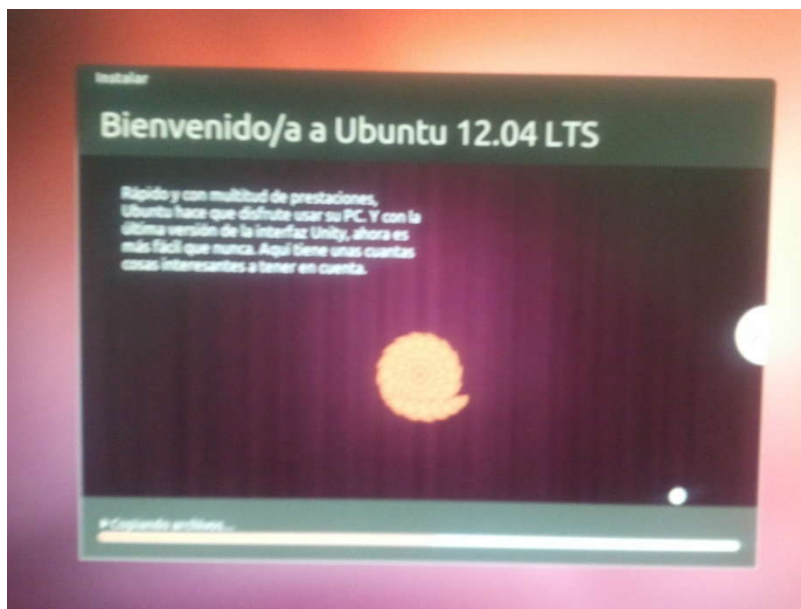 Instalar
Bienvenido/a a Ubuntu 12.04 LTS
Rápido y con multitud de prestaciones,
Ubuntu hace que disfrute usar su PC. Y con la
última versión de la interfaz Unity, ahora es
más fácil que nunca. Aquí tiene unas cuantas
cosas interesantes a tener en cuenta.
Copiando archivos...